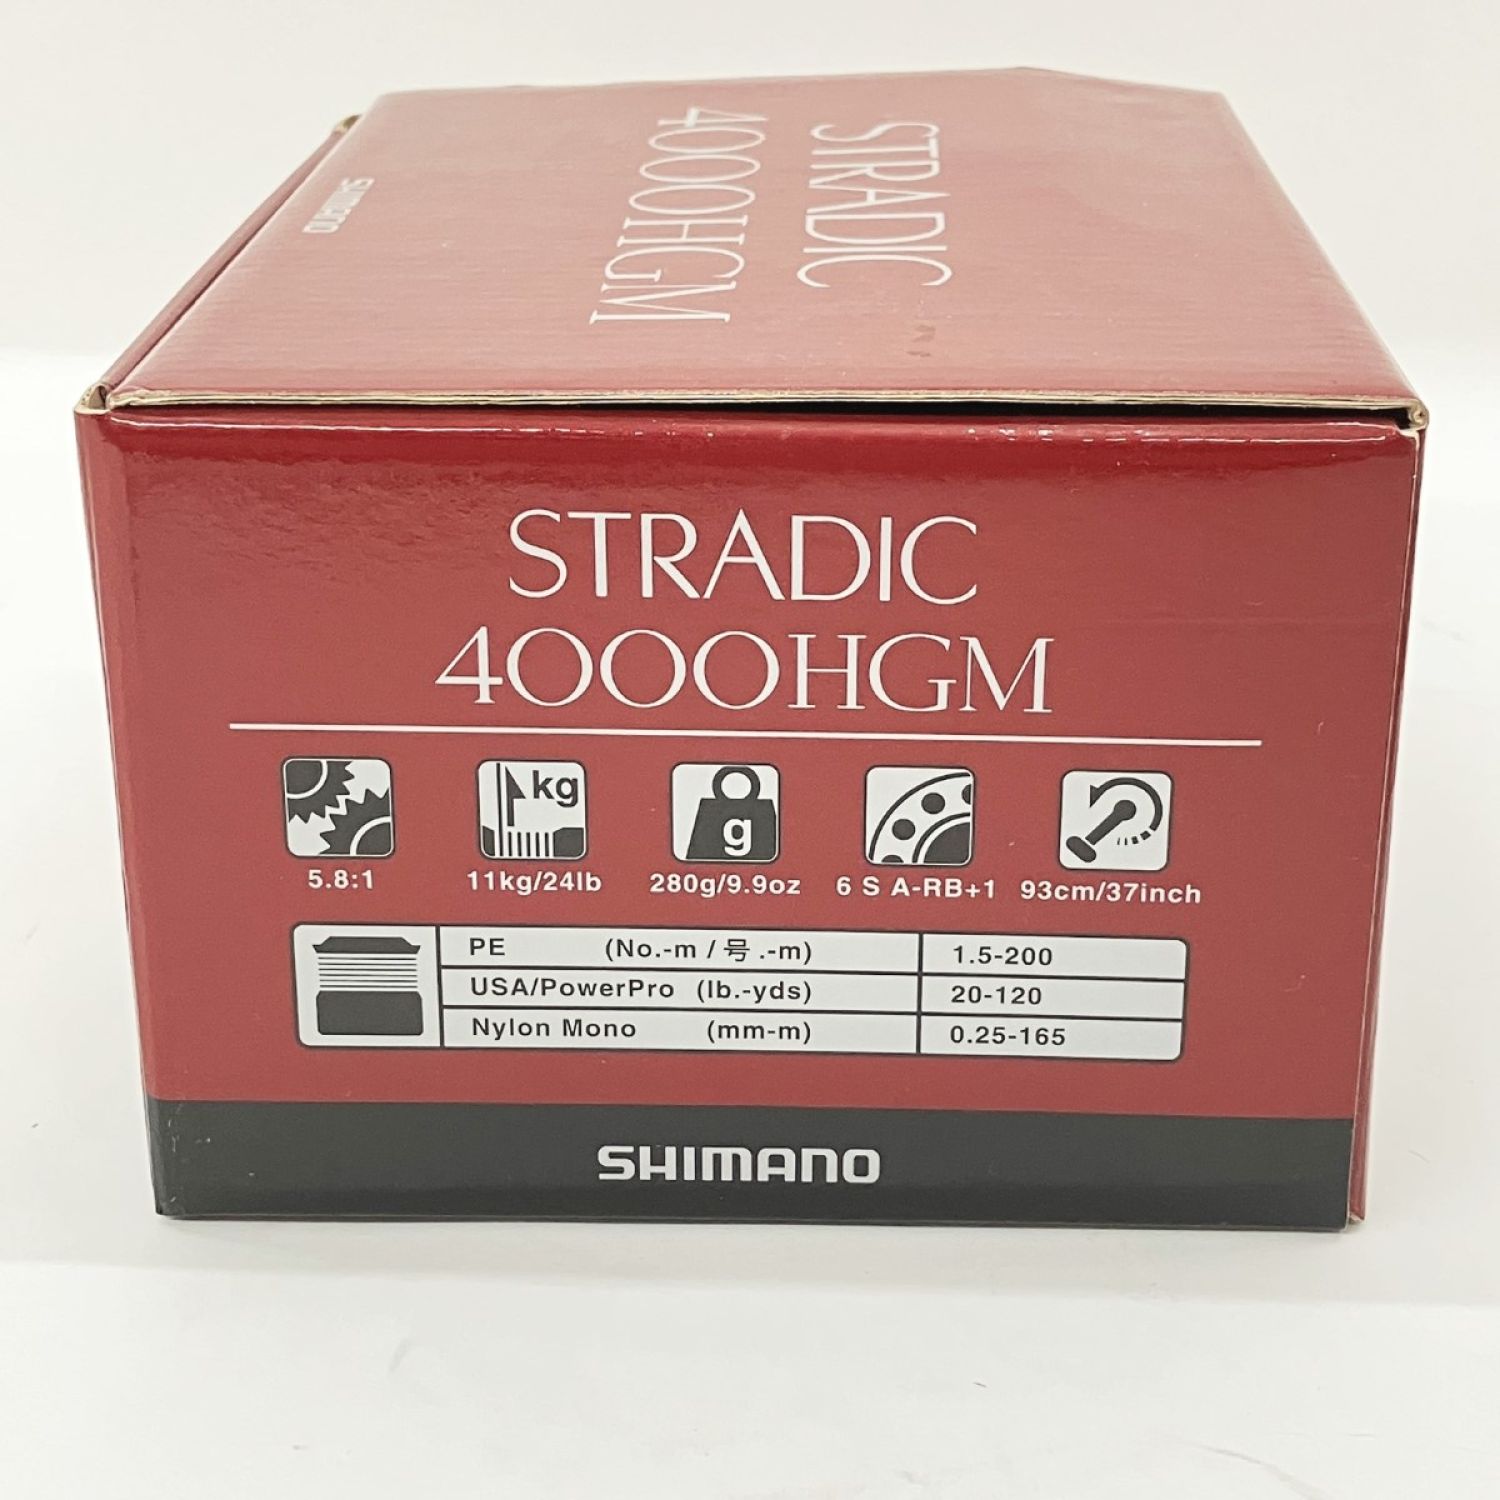 STRADIC
4000HGM
SHIMANO
STRADIC
4000HGM
kg
g
5.8:1
11kg/24lb
280g/9.9oz
6 S A-RB+1
93cm/37inch
PE (No.-m / 号 .-m) 1.5-200
USA/PowerPro (lb.-yds) 20-120
Nylon Mono (mm-m) 0.25-165
SHIMANO